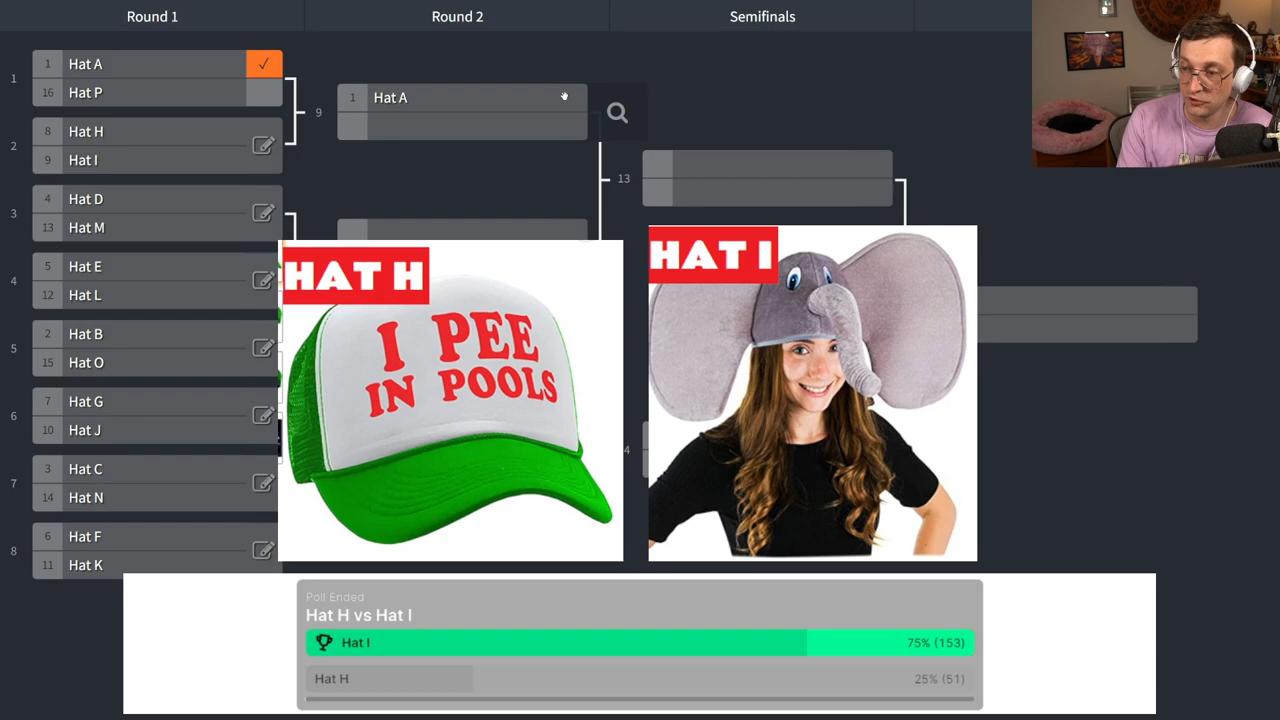 Round 1
Round 2
Semifinals
1
1 Hat A ✓
16 Hat P
2
8 Hat H
9 Hat I
3
4 Hat D
13 Hat M
4
5 Hat E
12 Hat L
5
2 Hat B
15 Hat O
6
7 Hat G
10 Hat J
7
3 Hat C
14 Hat N
8
6 Hat F
11 Hat K
9
1 Hat A
13
4
HAT H
I PEE
IN POOLS
HAT I
Poll Ended
Hat H vs Hat I
Hat I 75% (153)
Hat H 25% (51)